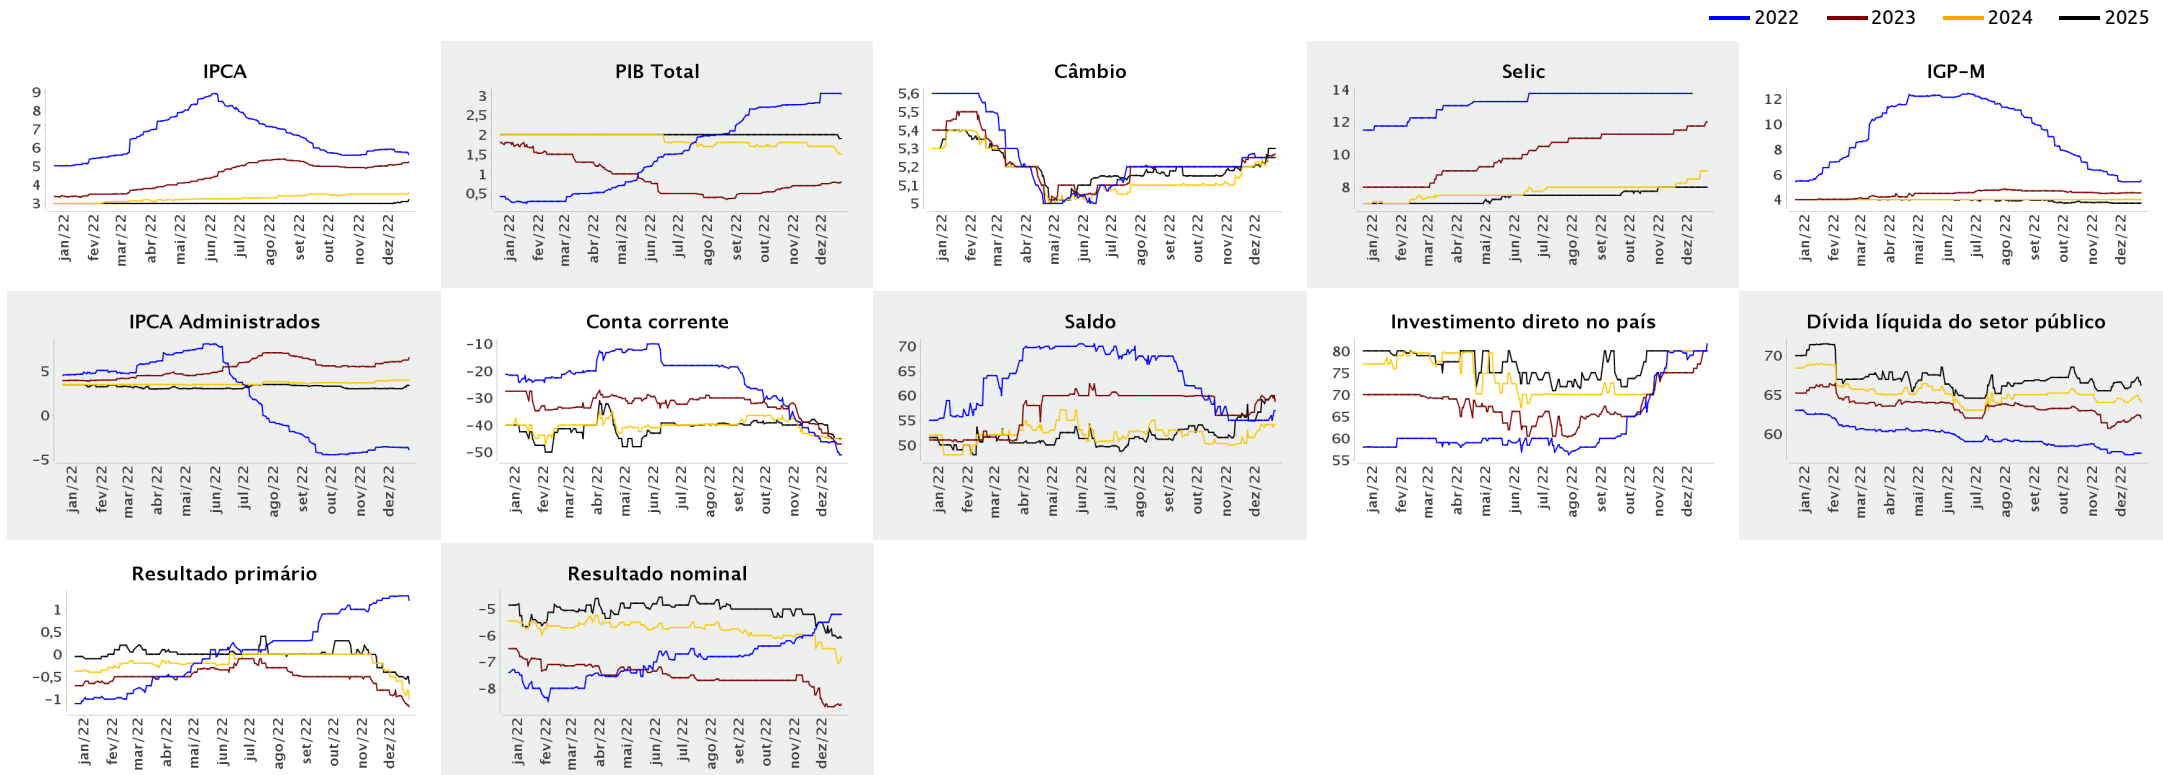 2022 2023 2024 2025
IPCA
9
8
7
6
5
4
3
jan/22 fev/22 mar/22 abr/22 mai/22 jun/22 jul/22 ago/22 set/22 out/22 nov/22 dez/22
PIB Total
3
2,5
2
1,5
1
0,5
jan/22 fev/22 mar/22 abr/22 mai/22 jun/22 jul/22 ago/22 set/22 out/22 nov/22 dez/22
Câmbio
5,6
5,5
5,4
5,3
5,2
5,1
5
jan/22 fev/22 mar/22 abr/22 mai/22 jun/22 jul/22 ago/22 set/22 out/22 nov/22 dez/22
Selic
14
12
10
8
jan/22 fev/22 mar/22 abr/22 mai/22 jun/22 jul/22 ago/22 set/22 out/22 nov/22 dez/22
IGP-M
12
10
8
6
4
jan/22 fev/22 mar/22 abr/22 mai/22 jun/22 jul/22 ago/22 set/22 out/22 nov/22 dez/22
IPCA Administrados
5
0
-5
jan/22 fev/22 mar/22 abr/22 mai/22 jun/22 jul/22 ago/22 set/22 out/22 nov/22 dez/22
Conta corrente
-10
-20
-30
-40
-50
jan/22 fev/22 mar/22 abr/22 mai/22 jun/22 jul/22 ago/22 set/22 out/22 nov/22 dez/22
Saldo
70
65
60
55
50
jan/22 fev/22 mar/22 abr/22 mai/22 jun/22 jul/22 ago/22 set/22 out/22 nov/22 dez/22
Investimento direto no país
80
75
70
65
60
55
jan/22 fev/22 mar/22 abr/22 mai/22 jun/22 jul/22 ago/22 set/22 out/22 nov/22 dez/22
Dívida líquida do setor público
70
65
60
jan/22 fev/22 mar/22 abr/22 mai/22 jun/22 jul/22 ago/22 set/22 out/22 nov/22 dez/22
Resultado primário
1
0,5
0
-0,5
-1
jan/22 fev/22 mar/22 abr/22 mai/22 jun/22 jul/22 ago/22 set/22 out/22 nov/22 dez/22
Resultado nominal
-5
-6
-7
-8
jan/22 fev/22 mar/22 abr/22 mai/22 jun/22 jul/22 ago/22 set/22 out/22 nov/22 dez/22